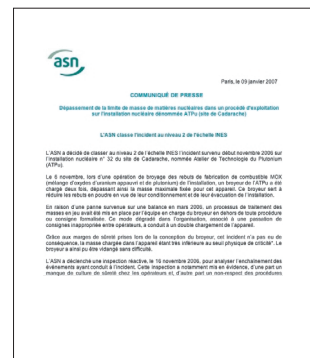 asn
Paris, le 09 janvier 2007
COMMUNIQUÉ DE PRESSE
Dépassement de la limite de masse de matières nucléaires dans un procédé d'exploitation
sur l'installation nucléaire dénommée ATPu (site de Cadarache)
L'ASN classe l'incident au niveau 2 de l'échelle INES
L'ASN a décidé de classer au niveau 2 de l'échelle INES l'incident survenu début novembre 2006 sur
l'installation nucléaire n° 32 du site de Cadarache, nommée Atelier de Technologie du Plutonium
(ATPu).
Le 6 novembre, lors d'une opération de broyage des rebuts de fabrication de combustible MOX
(mélange d'oxydes d'uranium appauvri et de plutonium) de l'installation, un broyeur de l'ATPu a été
chargé deux fois, dépassant ainsi la masse maximale fixée pour cet appareil. Ce broyeur sert à
réduire les rebuts en poudre en vue de leur conditionnement et de leur évacuation de l'installation.
En raison d'une panne survenue sur une balance en mars 2006, un processus de traitement des
masses en jeu avait été mis en place par l'équipe en charge du broyeur en dehors de toute procédure
ou consigne formalisée. Ce mode dégradé dans l'organisation, associé à une passation de
consignes inappropriée entre opérateurs, a conduit à un double chargement de l'appareil.
Grâce aux marges de sûreté prises lors de la conception du broyeur, cet incident n'a pas eu de
conséquence, la masse chargée dans l'appareil étant très inférieure au seuil physique de criticité*. Le
broyeur a ainsi pu être vidangé sans difficulté.
L'ASN a déclenché une inspection réactive, le 16 novembre 2006, pour analyser l'enchaînement des
événements ayant conduit à l'incident. Cette inspection a notamment mis en évidence, d'une part un
manque de culture de sûreté chez les opérateurs et, d'autre part un non-respect des procédures